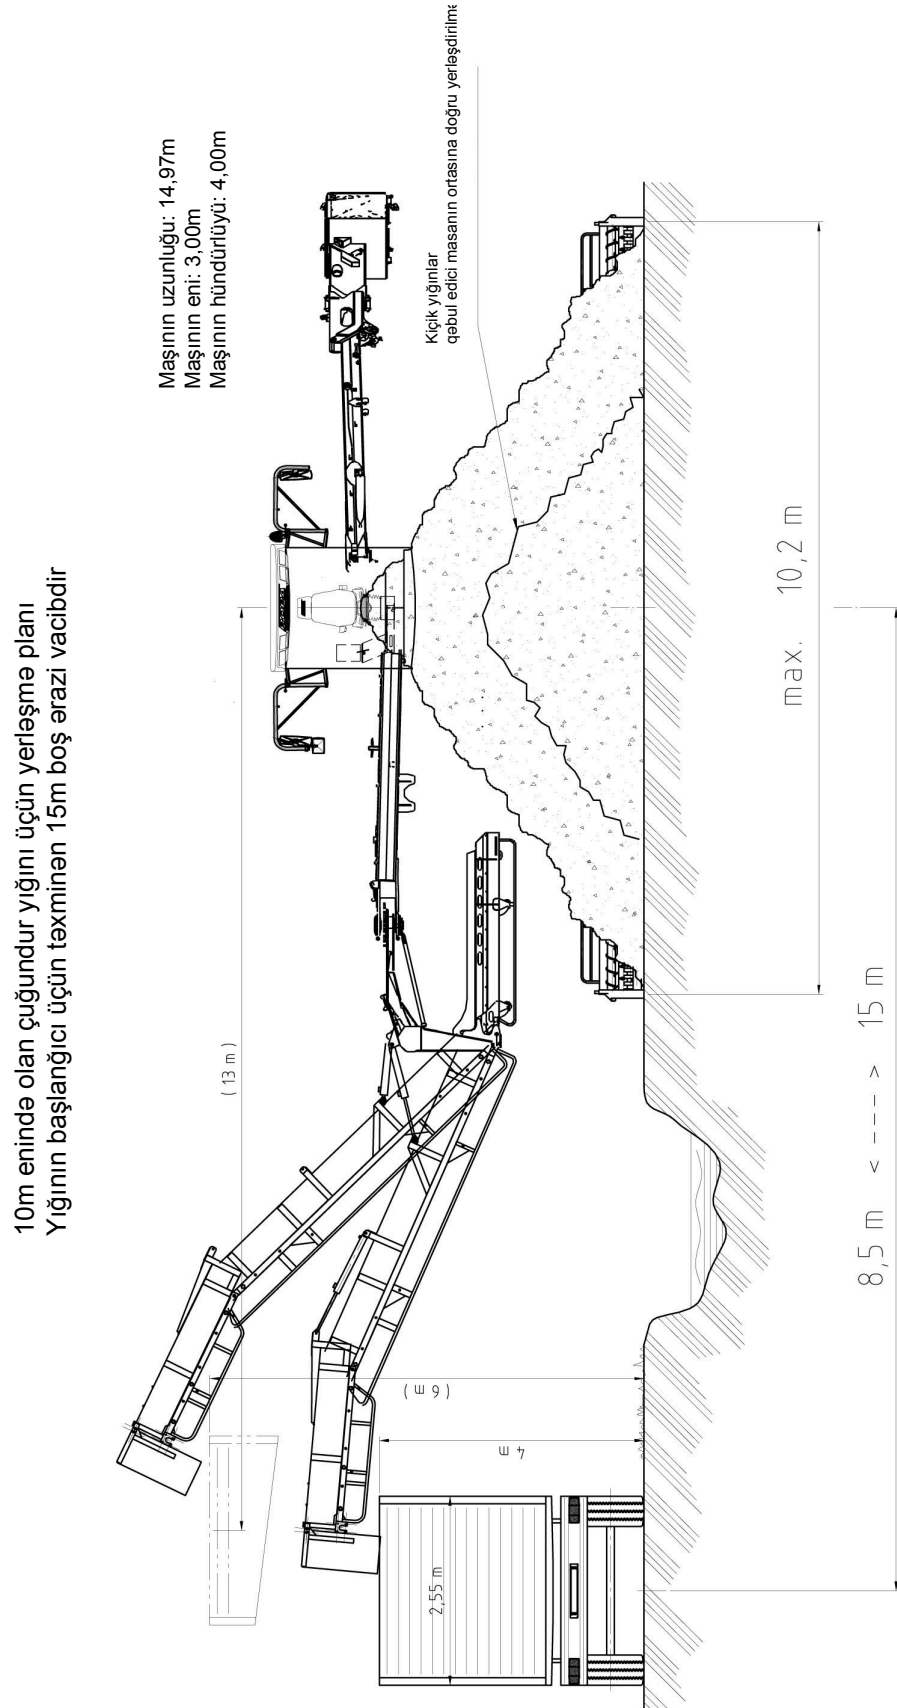 10m enində olan çuğundur yığını üçün yerləşmə planı
Yığının başlanğıcı üçün təxminən 15m boş ərazi vacibdir
Maşının uzunluğu: 14,97m
Maşının eni: 3,00m
Maşının hündürlüyü: 4,00m
Kiçik yığınlar
qəbul edici masanın ortasına doğru
(13 m)
(6 m)
4 m
2,55 m
max. 10,2 m
8,5 m < --- > 15 m